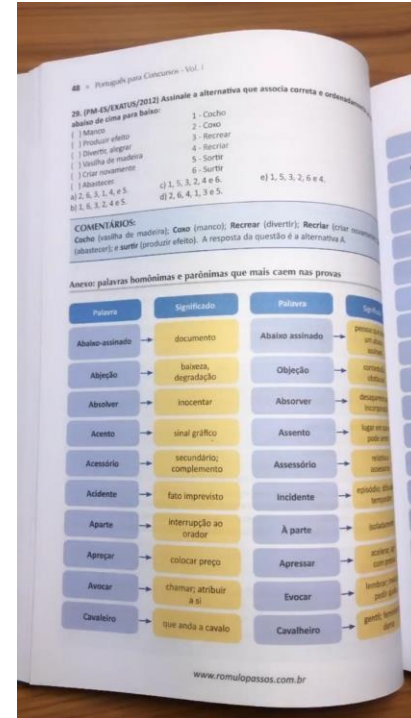 48 » Português para Concursos - Vol. I
29. (PM-ES/EXATUS/2012) Assinale a alternativa que associa correta e ordenadamente
abaixo de cima para baixo:
( ) Manco 1 - Cocho
( ) Produzir efeito 2 - Coxo
( ) Divertir, alegrar 3 - Recrear
( ) Vasilha de madeira 4 - Recriar
( ) Criar novamente 5 - Sortir
( ) Abastecer. 6 - Surtir
a) 2, 6, 3, 1, 4, e 5. c) 1, 5, 3, 2, 4 e 6. e) 1, 5, 3, 2, 6 e 4.
b) 1, 6, 3, 2, 4 e 5. d) 2, 6, 4, 1, 3 e 5.
COMENTÁRIOS:
Cocho (vasilha de madeira); Coxo (manco); Recrear (divertir); Recriar (criar novamente)
(abastecer); e surtir (produzir efeito). A resposta da questão é a alternativa A.
Anexo: palavras homônimas e parônimas que mais caem nas provas
Palavra Significado Palavra
Abaixo-assinado documento Abaixo assinado
Abjeção baixeza, degradação Objeção
Absolver inocentar Absorver
Acento sinal gráfico Assento
Acessório secundário; complemento Assessório
Acidente fato imprevisto Incidente
Aparte interrupção ao orador À parte
Apreçar colocar preço Apressar
Avocar chamar; atribuir a si Evocar
Cavaleiro que anda a cavalo Cavalheiro
www.romulopassos.com.br